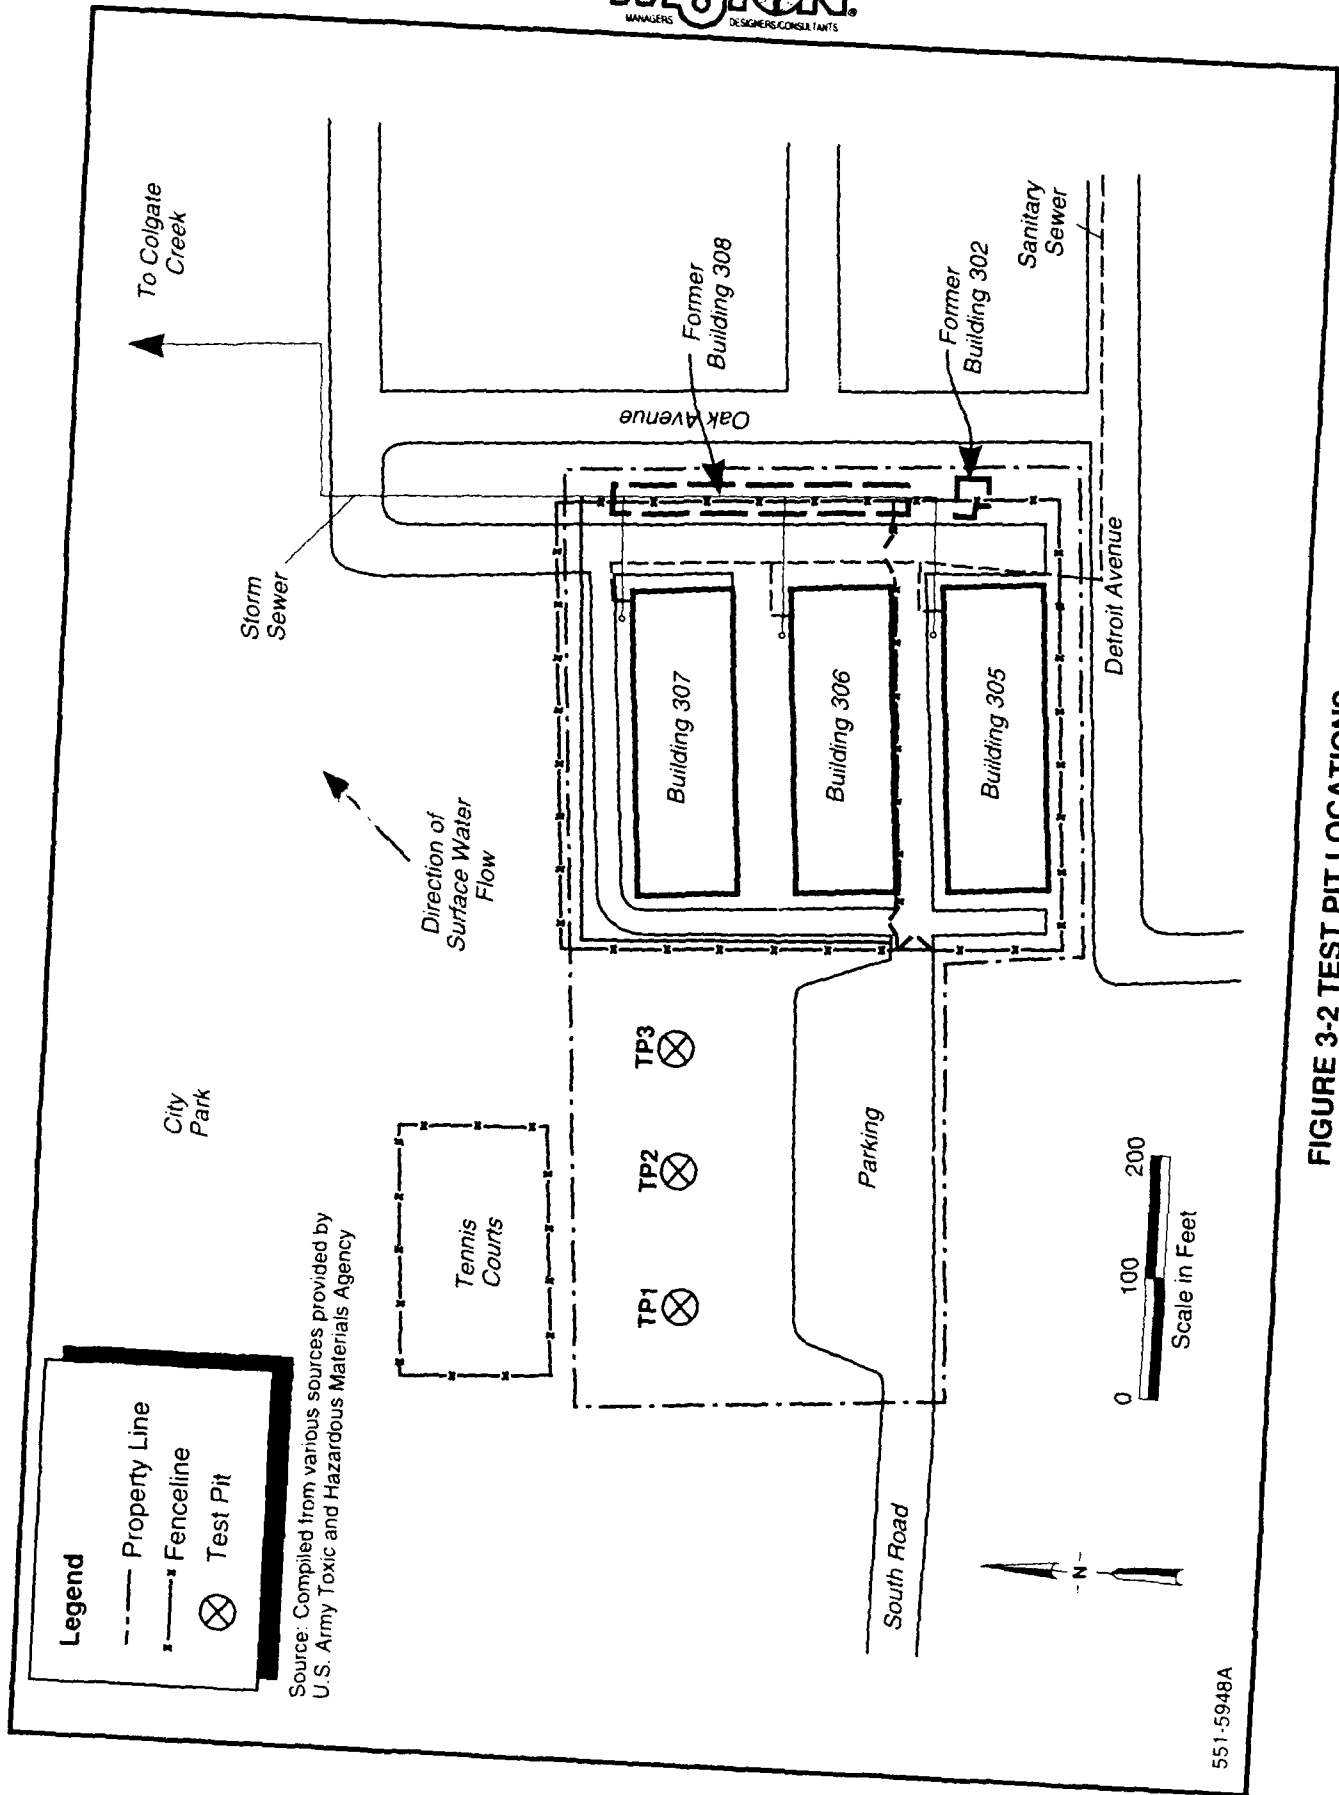 MANAGERS DESIGNERS/CONSULTANTS
Legend
Property Line
Fenceline
Test Pit
Source: Compiled from various sources provided by
U.S. Army Toxic and Hazardous Materials Agency
City
Park
To Colgate
Creek
Storm
Sewer
Direction of
Surface Water
Flow
Tennis
Courts
TP1
TP2
TP3
Building 307
Building 306
Building 305
Oak Avenue
Former
Building 308
Former
Building 302
Sanitary
Sewer
Detroit Avenue
Parking
South Road
-N-
0 100 200
Scale in Feet
551-5948A
FIGURE 3-2 TEST PIT LOCATIONS